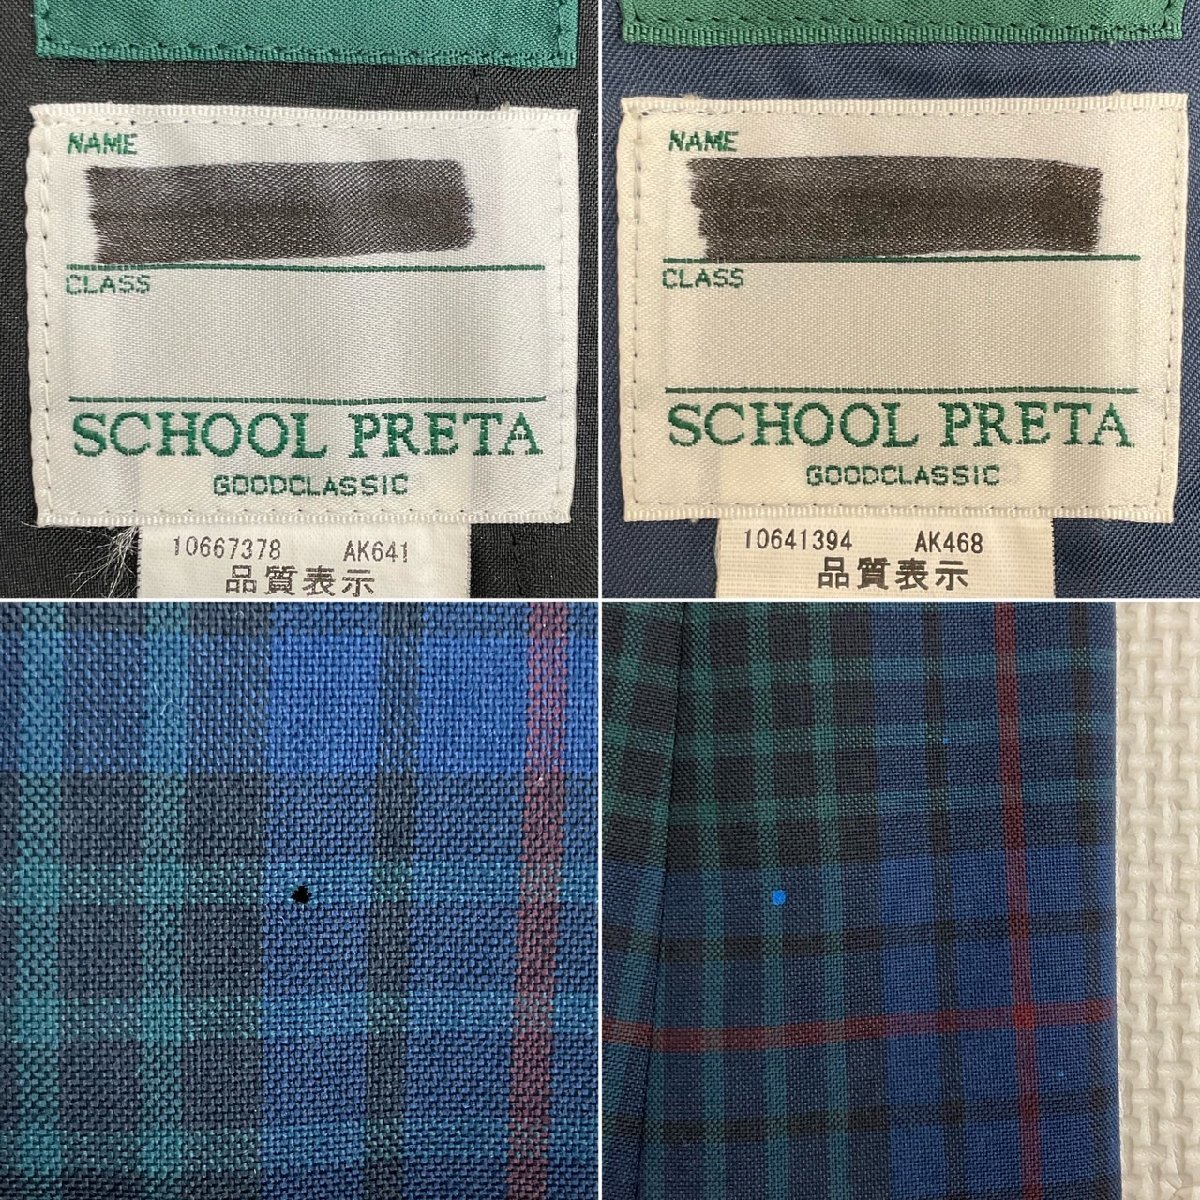 NAME
CLASS
SCHOOL PRETA
GOODCLASSIC
10667378 AK641
品質表示
NAME
CLASS
SCHOOL PRETA
GOODCLASSIC
10641394 AK468
品質表示